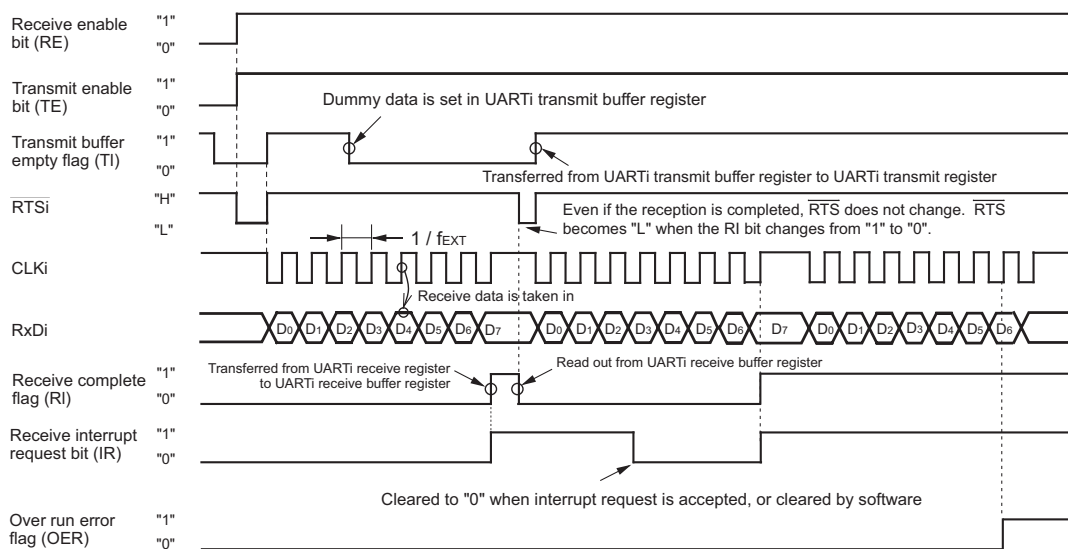 Receive enable
bit (RE)
"1"
"0"
Transmit enable
bit (TE)
"1"
"0"
Dummy data is set in UARTi transmit buffer register
Transmit buffer
empty flag (TI)
"1"
"0"
Transferred from UARTi transmit buffer register to UARTi transmit register
RTSi
"H"
"L"
Even if the reception is completed, RTS does not change. RTS
becomes "L" when the RI bit changes from "1" to "0".
1 / fEXT
CLKi
Receive data is taken in
RxDi
D0 D1 D2 D3 D4 D5 D6 D7 D0 D1 D2 D3 D4 D5 D6 D7 D0 D1 D2 D3 D4 D5 D6
Receive complete
flag (RI)
"1"
"0"
Transferred from UARTi receive register
to UARTi receive buffer register
Read out from UARTi receive buffer register
Receive interrupt
request bit (IR)
"1"
"0"
Cleared to "0" when interrupt request is accepted, or cleared by software
Over run error
flag (OER)
"1"
"0"